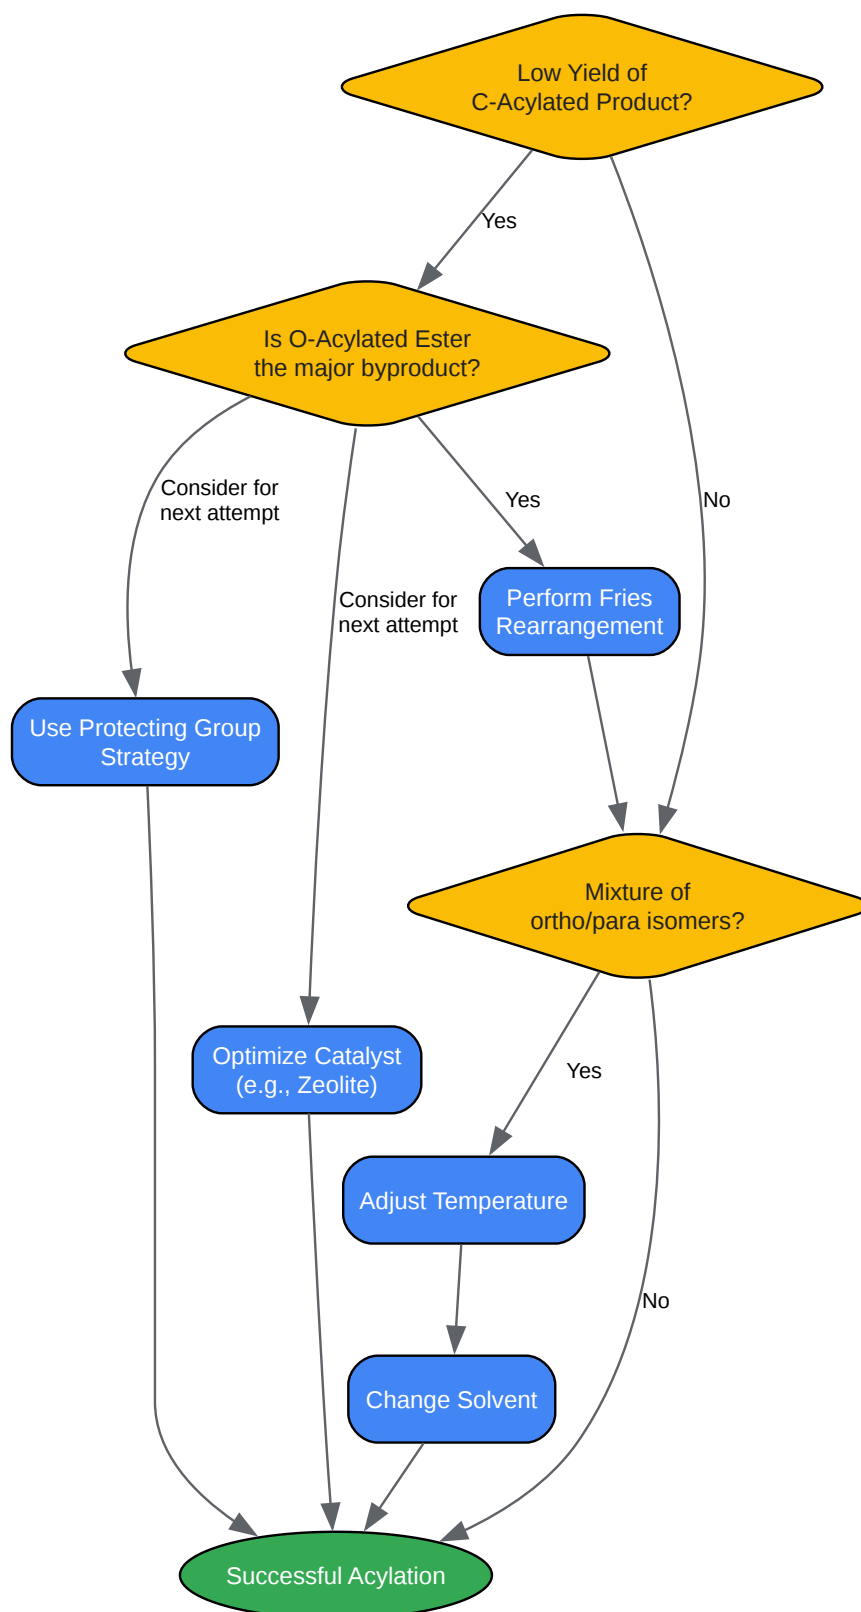 Low Yield of
C-Acylated Product?
Yes
Is O-Acylated Ester
the major byproduct?
Consider for
next attempt
Yes
No
Consider for
next attempt
Perform Fries
Rearrangement
Use Protecting Group
Strategy
Mixture of
ortho/para isomers?
Optimize Catalyst
(e.g., Zeolite)
Yes
Adjust Temperature
No
Change Solvent
Successful Acylation